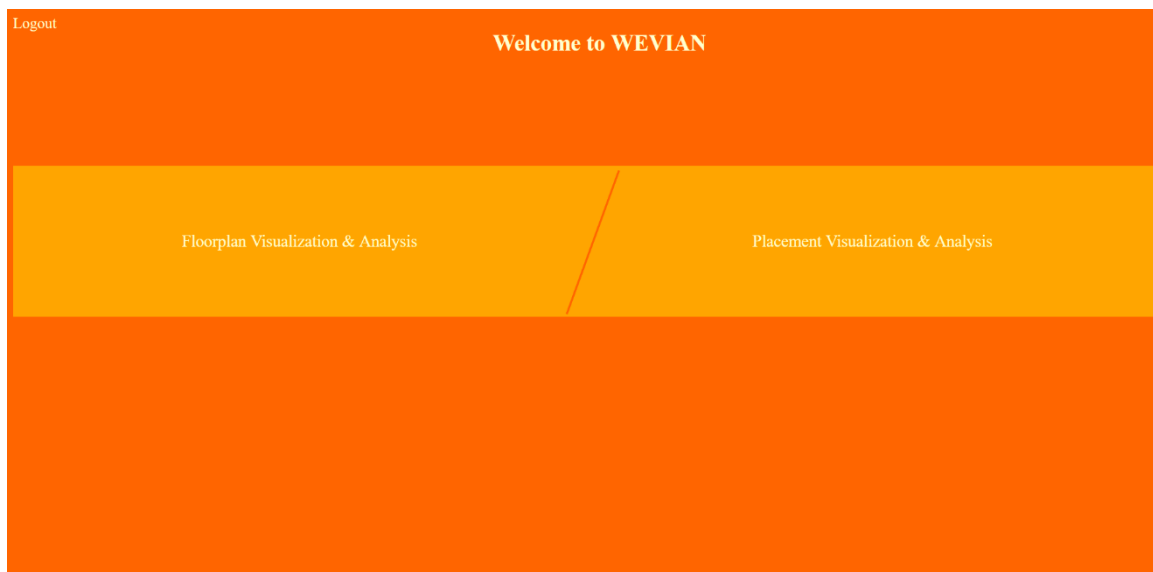 Logout
Welcome to WEVIAN
Floorplan Visualization & Analysis
Placement Visualization & Analysis